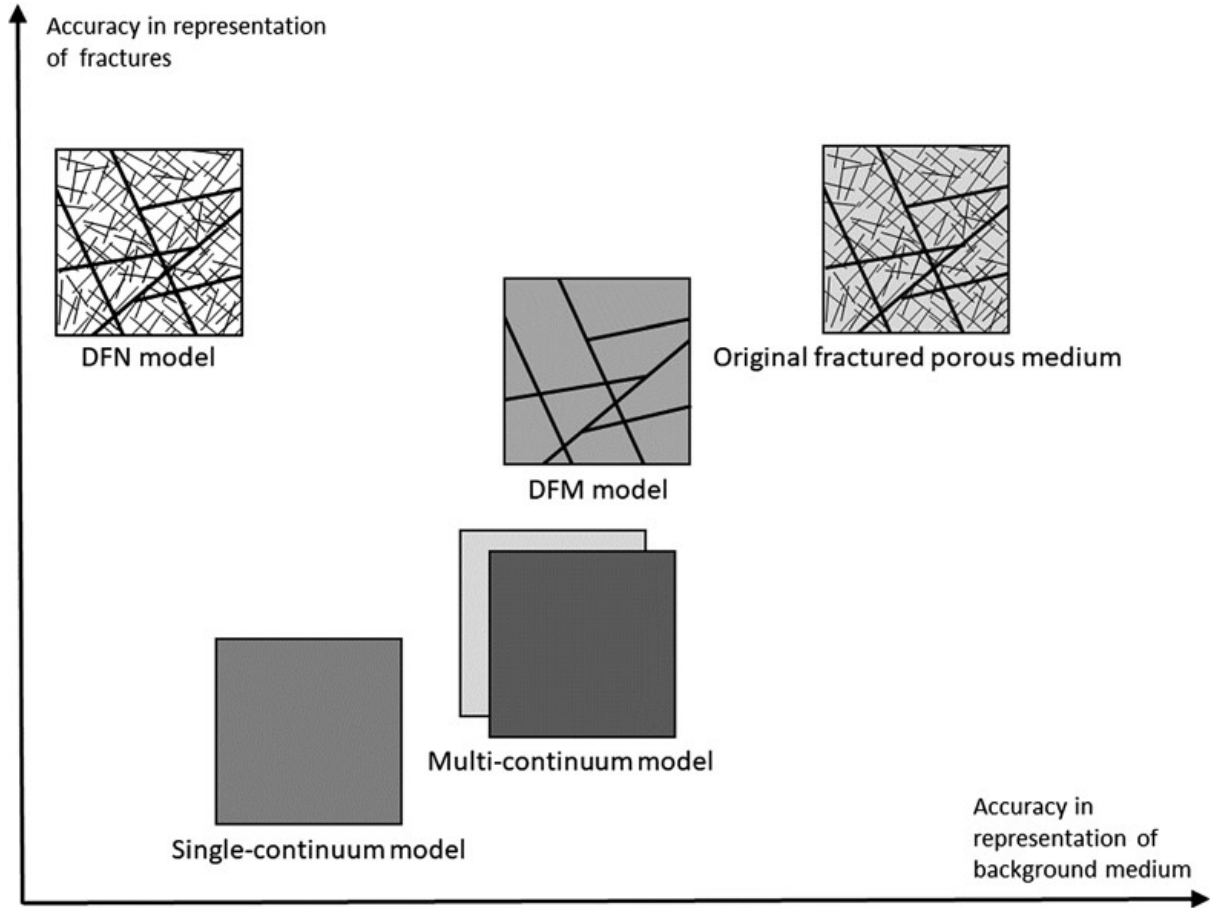 Accuracy in representation
of fractures
DFN model
Original fractured porous medium
DFM model
Multi-continuum model
Single-continuum model
Accuracy in
representation of
background medium